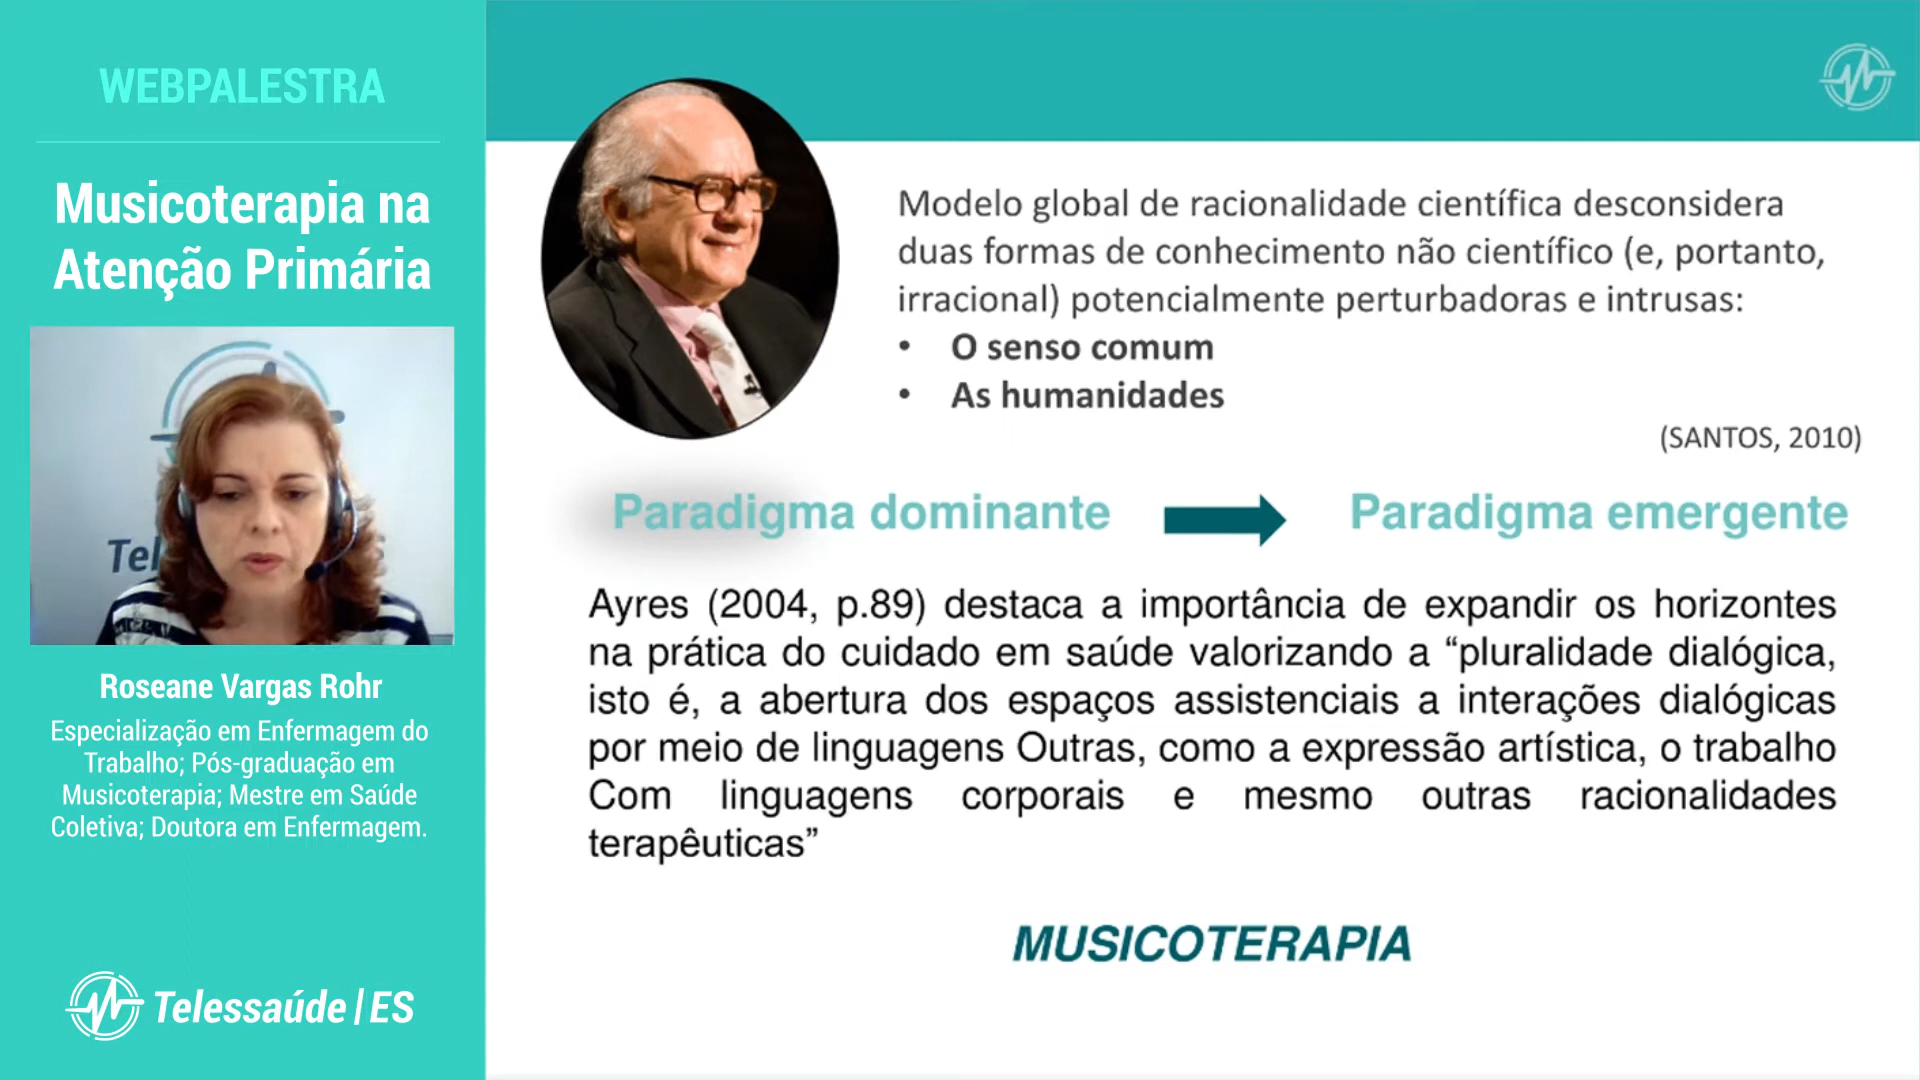 WEBPALESTRA
Musicoterapia na
Atenção Primária
Tel
Roseane Vargas Rohr
Especialização em Enfermagem do
Trabalho; Pós-graduação em
Musicoterapia; Mestre em Saúde
Coletiva; Doutora em Enfermagem.
Telessaúde|ES
Modelo global de racionalidade científica desconsidera
duas formas de conhecimento não científico (e, portanto,
irracional) potencialmente perturbadoras e intrusas:
• O senso comum
• As humanidades
(SANTOS, 2010)
Paradigma dominante Paradigma emergente
Ayres (2004, p.89) destaca a importância de expandir os horizontes
na prática do cuidado em saúde valorizando a “pluralidade dialógica,
isto é, a abertura dos espaços assistenciais a interações dialógicas
por meio de linguagens Outras, como a expressão artística, o trabalho
Com linguagens corporais e mesmo outras racionalidades
terapêuticas”
MUSICOTERAPIA